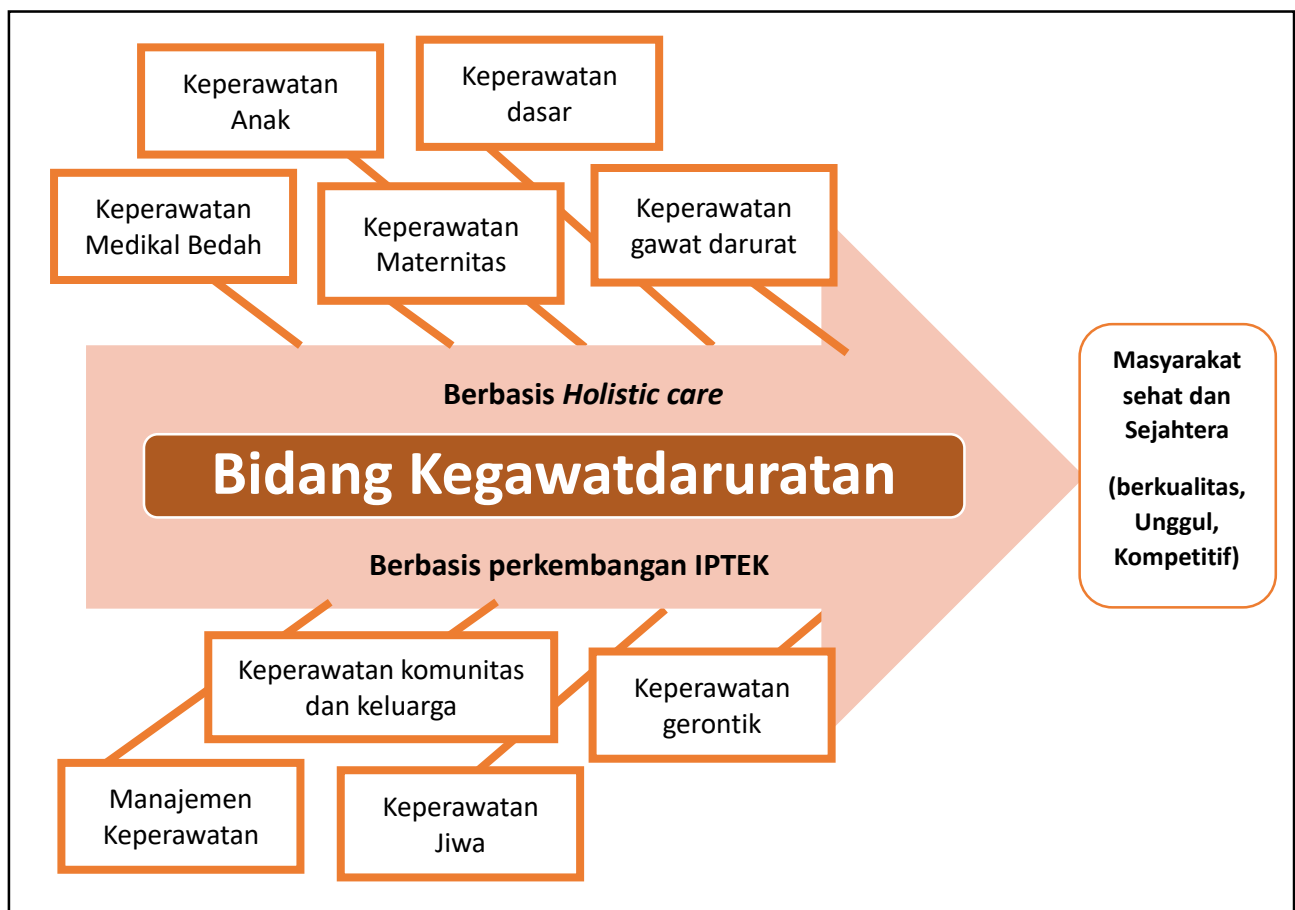 Keperawatan
Anak
Keperawatan
dasar
Keperawatan
Medikal Bedah
Keperawatan
Maternitas
Keperawatan
gawat darurat
Berbasis Holistic care
Bidang Kegawatdaruratan
Berbasis perkembangan IPTEK
Masyarakat
sehat dan
Sejahtera
(berkualitas,
Unggul,
Kompetitif)
Keperawatan komunitas
dan keluarga
Keperawatan
gerontik
Manajemen
Keperawatan
Keperawatan
Jiwa